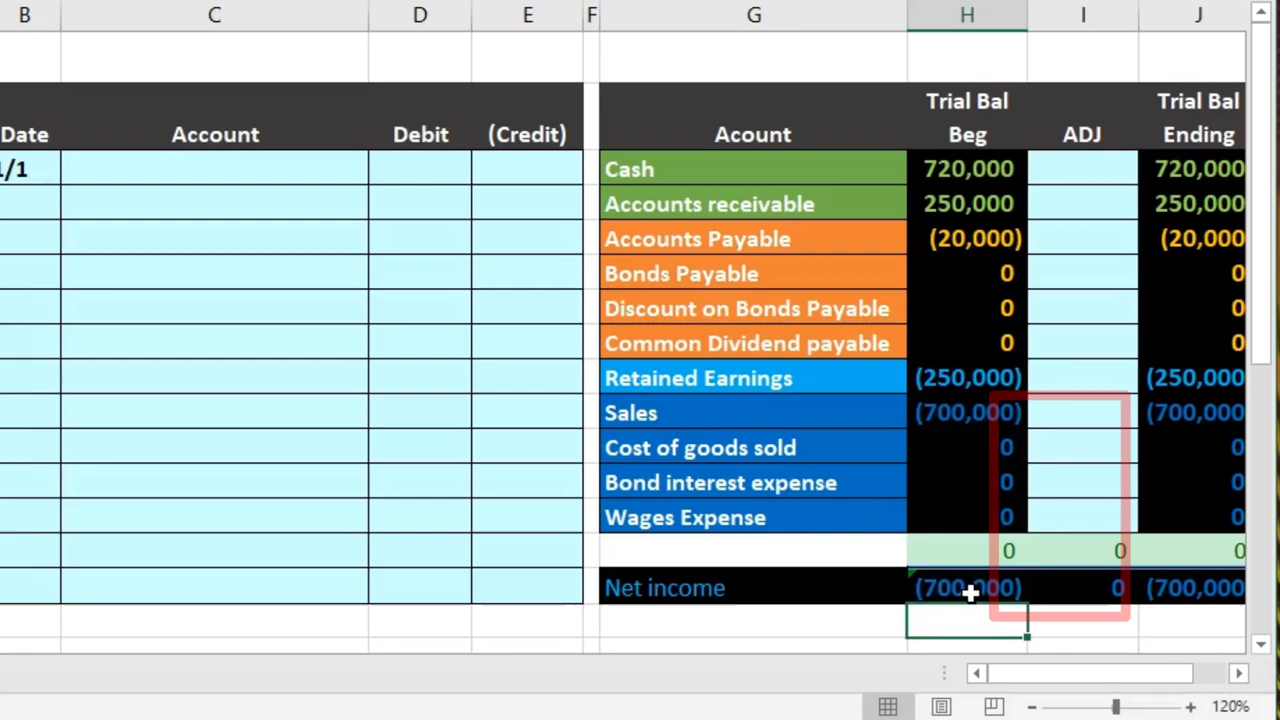 B C D E F G H I J
Date Account Debit (Credit) Acount Trial Bal Beg ADJ Trial Bal Ending
1/1 Cash 720,000 720,000
Accounts receivable 250,000 250,000
Accounts Payable (20,000) (20,000
Bonds Payable 0 0
Discount on Bonds Payable 0 0
Common Dividend payable 0 0
Retained Earnings (250,000) (250,000
Sales (700,000) (700,000
Cost of goods sold 0 0
Bond interest expense 0 0
Wages Expense 0 0
0 0 0
Net income (700,000) 0 (700,000
120%